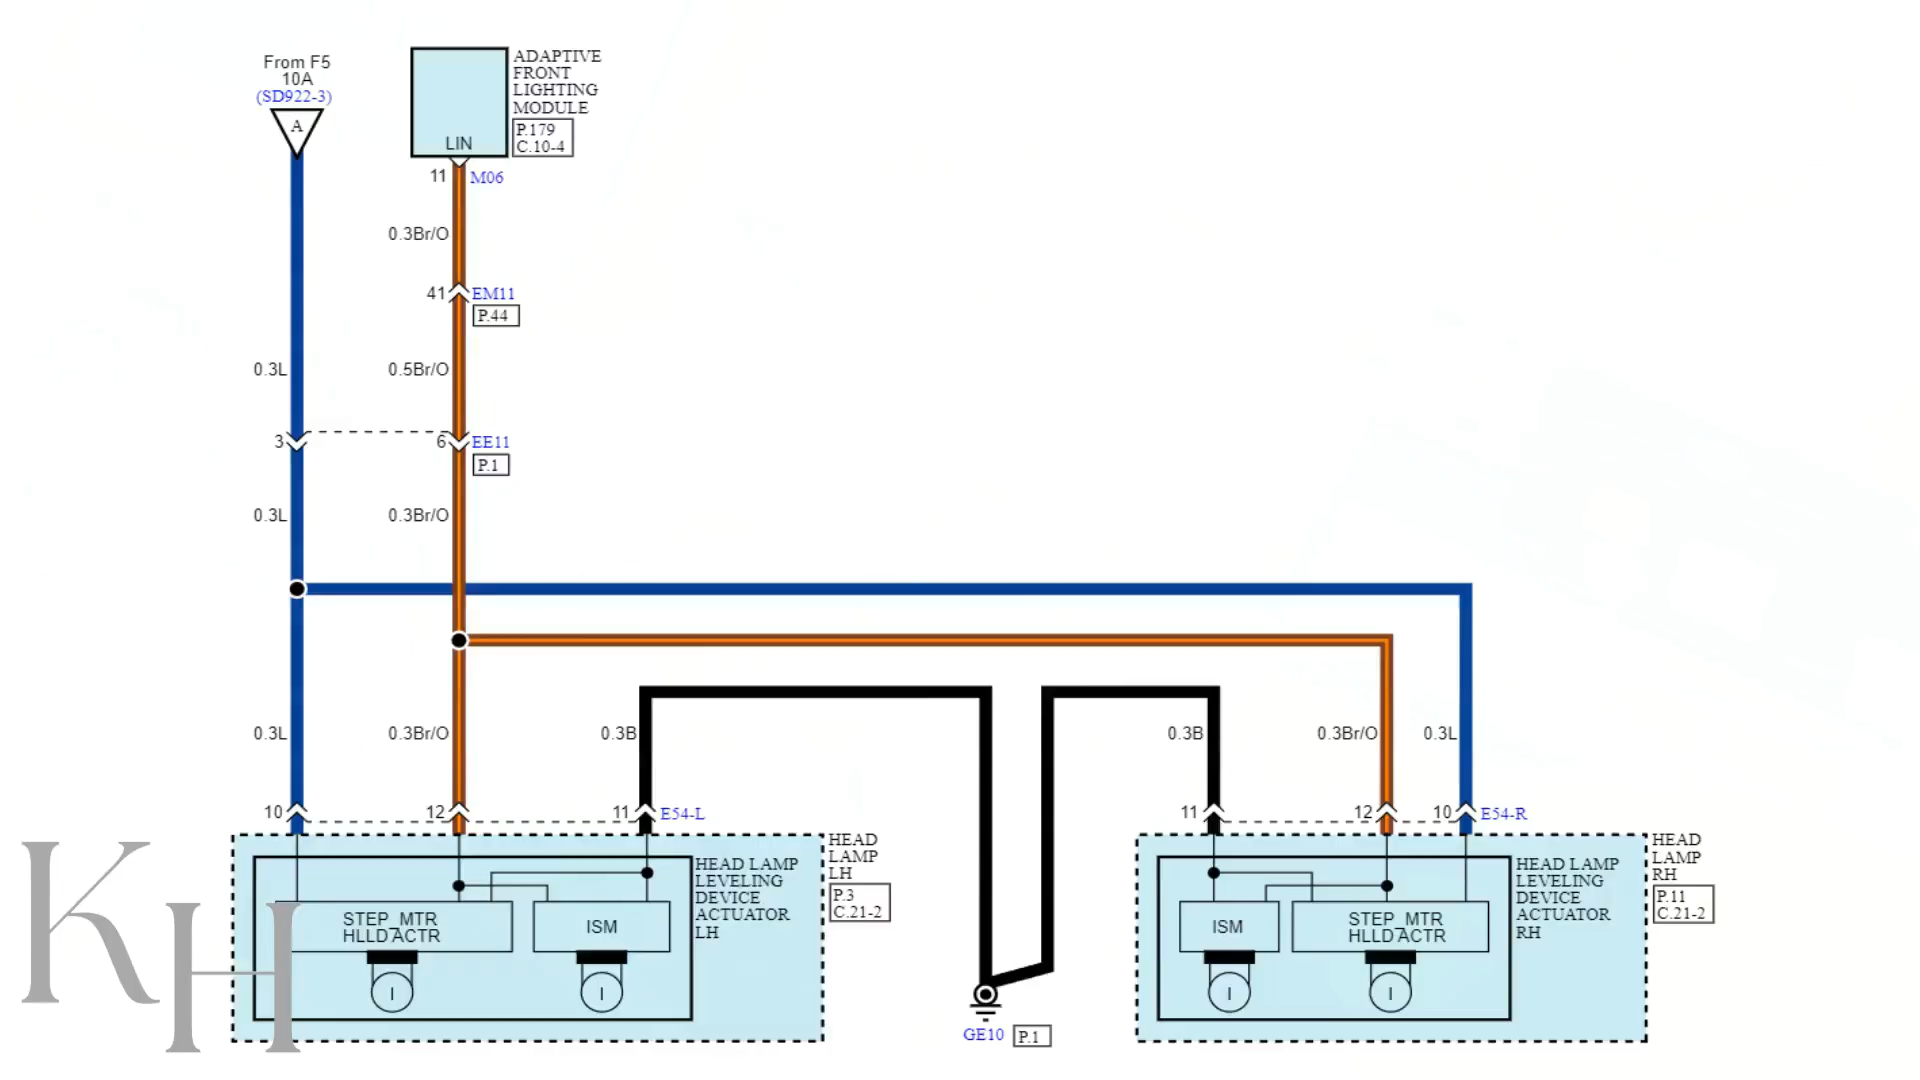 From F5
10A
(SD922-3)
A
ADAPTIVE
FRONT
LIGHTING
MODULE
P.179
C.10-4
LIN
11 M06
0.3Br/O
41 EM11
P.44
0.3L 0.5Br/O
3 6 EE11
P.1
0.3L 0.3Br/O
0.3L 0.3Br/O 0.3B 0.3B 0.3Br/O 0.3L
10 12 11 E54-L 11 12 10 E54-R
HEAD
LAMP
LH
P.3
C.21-2
HEAD LAMP
LEVELING
DEVICE
ACTUATOR
LH
STEP_MTR
HLLD ACTR
ISM
I I
GE10 P.1
HEAD
LAMP
RH
P.11
C.21-2
HEAD LAMP
LEVELING
DEVICE
ACTUATOR
RH
ISM
STEP_MTR
HLLD ACTR
I I
KH